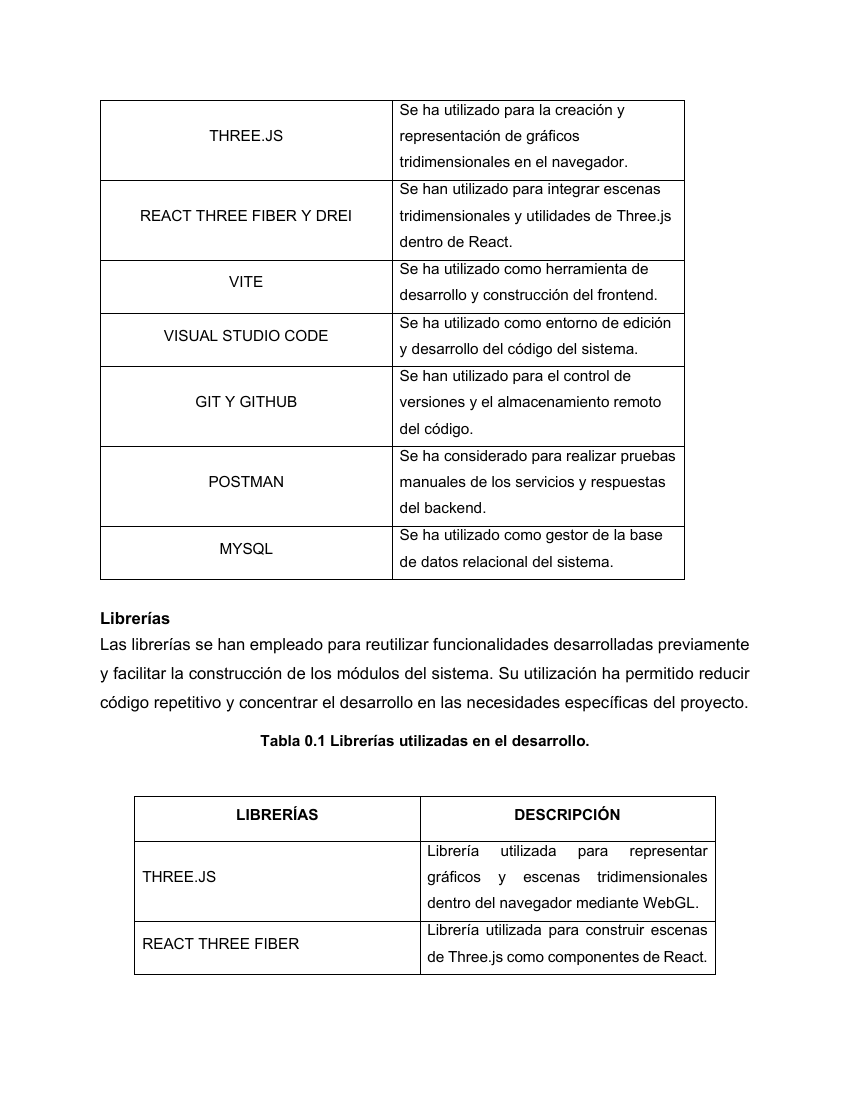 THREE.JS
Se ha utilizado para la creación y
representación de gráficos
tridimensionales en el navegador.
REACT THREE FIBER Y DREI
Se han utilizado para integrar escenas
tridimensionales y utilidades de Three.js
dentro de React.
VITE
Se ha utilizado como herramienta de
desarrollo y construcción del frontend.
VISUAL STUDIO CODE
Se ha utilizado como entorno de edición
y desarrollo del código del sistema.
GIT Y GITHUB
Se han utilizado para el control de
versiones y el almacenamiento remoto
del código.
POSTMAN
Se ha considerado para realizar pruebas
manuales de los servicios y respuestas
del backend.
MYSQL
Se ha utilizado como gestor de la base
de datos relacional del sistema.
Librerías
Las librerías se han empleado para reutilizar funcionalidades desarrolladas previamente
y facilitar la construcción de los módulos del sistema. Su utilización ha permitido reducir
código repetitivo y concentrar el desarrollo en las necesidades específicas del proyecto.
Tabla 0.1 Librerías utilizadas en el desarrollo.
LIBRERÍAS
DESCRIPCIÓN
THREE.JS
Librería utilizada para representar
gráficos y escenas tridimensionales
dentro del navegador mediante WebGL.
REACT THREE FIBER
Librería utilizada para construir escenas
de Three.js como componentes de React.